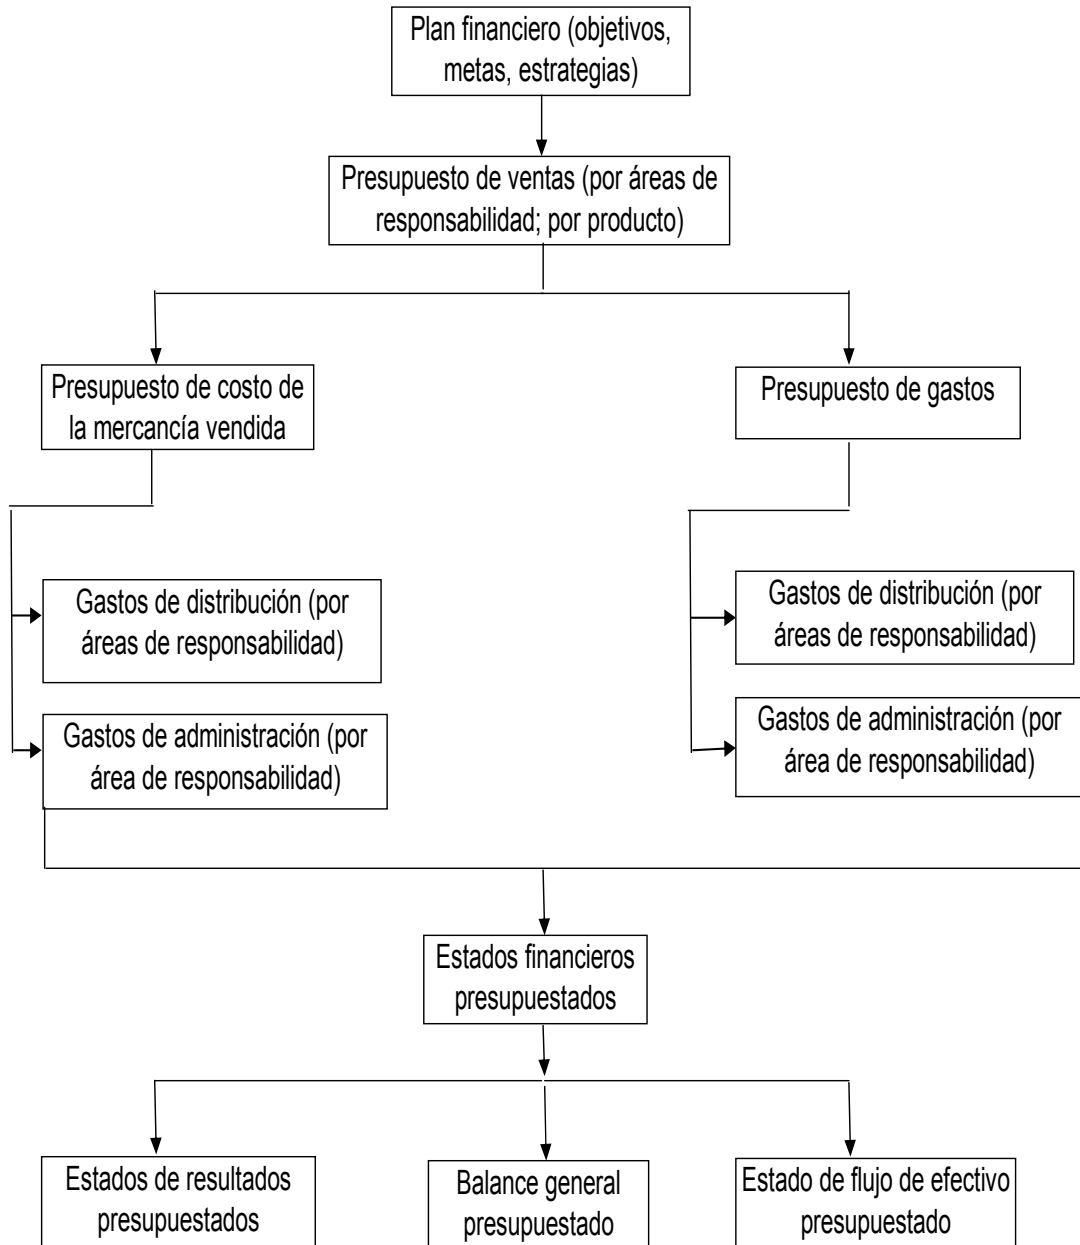 Plan financiero (objetivos,
metas, estrategias)
Presupuesto de ventas (por áreas de
responsabilidad; por producto)
Presupuesto de costo de
la mercancía vendida
Presupuesto de gastos
Gastos de distribución (por
áreas de responsabilidad)
Gastos de distribución (por
áreas de responsabilidad)
Gastos de administración (por
área de responsabilidad)
Gastos de administración (por
área de responsabilidad)
Estados financieros
presupuestados
Estados de resultados
presupuestados
Balance general
presupuestado
Estado de flujo de efectivo
presupuestado